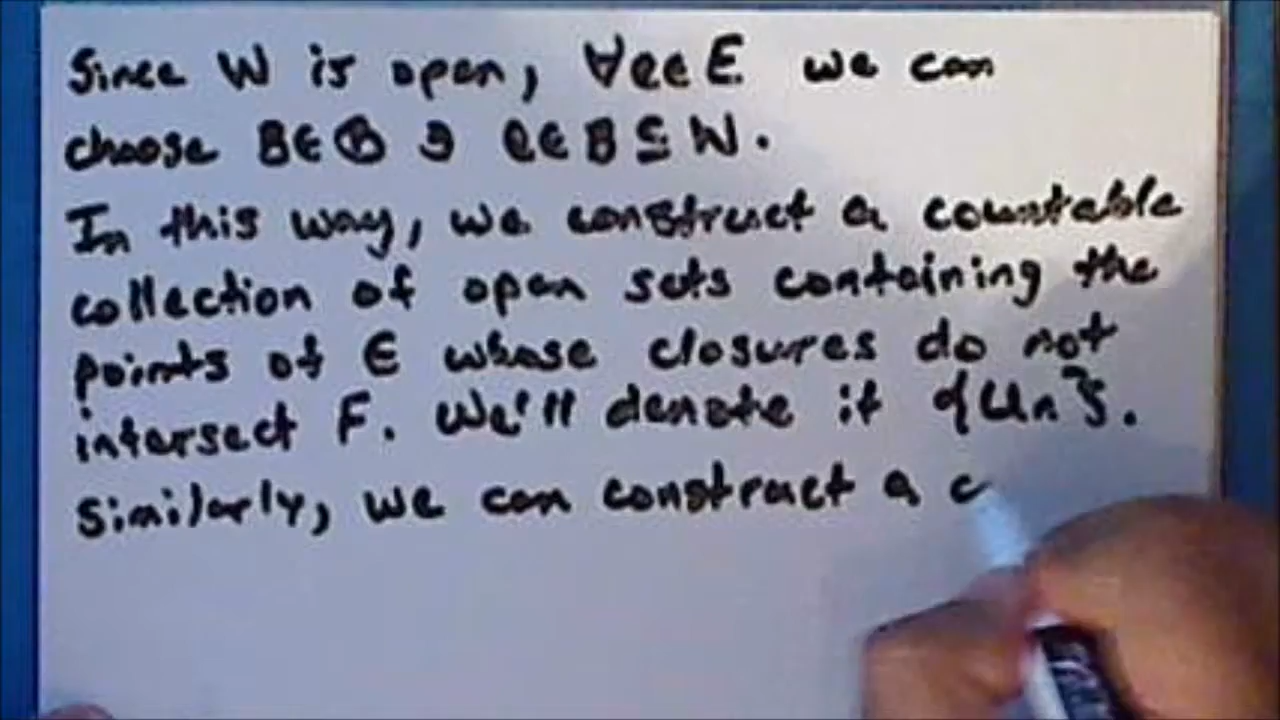 Since W is open, ∀e∈E we can
choose B∈ℬ ∋ e∈B⊆W.
In this way, we construct a countable
collection of open sets containing the
points of E whose closures do not
intersect F. We'll denote it {Un}.
Similarly, we can construct a c